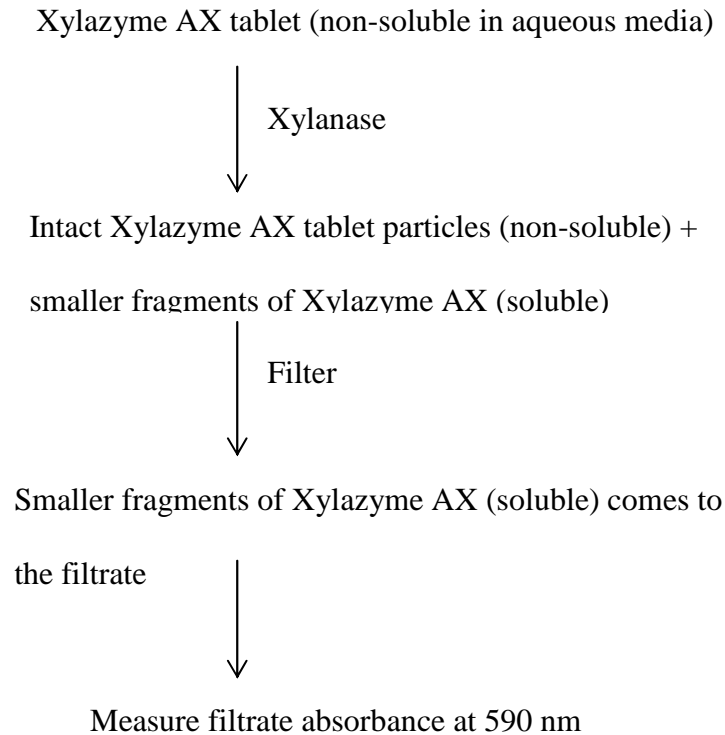 Xylazyme AX tablet (non-soluble in aqueous media)
Xylanase
Intact Xylazyme AX tablet particles (non-soluble) +
smaller fragments of Xylazyme AX (soluble)
Filter
Smaller fragments of Xylazyme AX (soluble) comes to
the filtrate
Measure filtrate absorbance at 590 nm